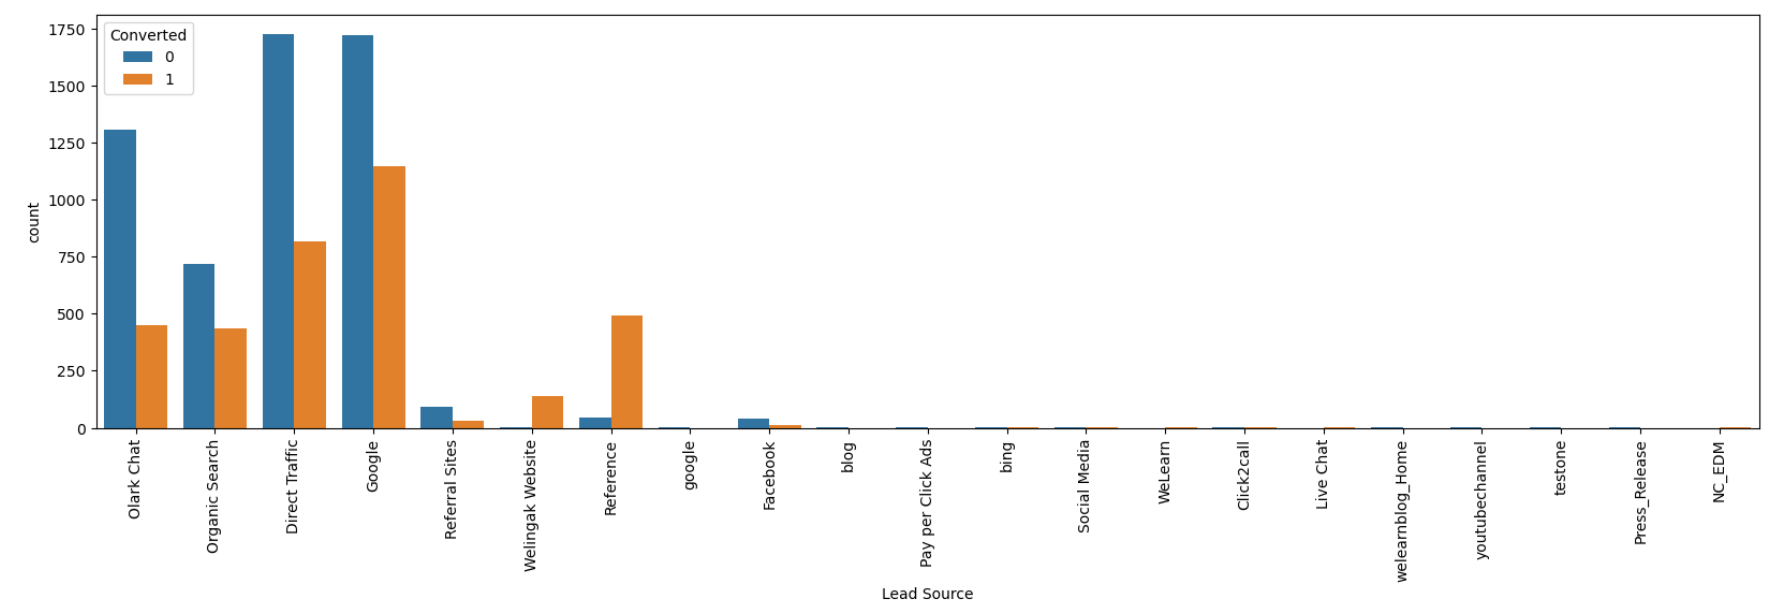 Converted
0
1
1750
1500
1250
1000
750
500
250
0
count
Olark Chat
Organic Search
Direct Traffic
Google
Referral Sites
Welingak Website
Reference
google
Facebook
blog
Pay per Click Ads
bing
Social Media
WeLearn
Click2call
Live Chat
welearnblog_Home
youtubechannel
testone
Press_Release
NC_EDM
Lead Source